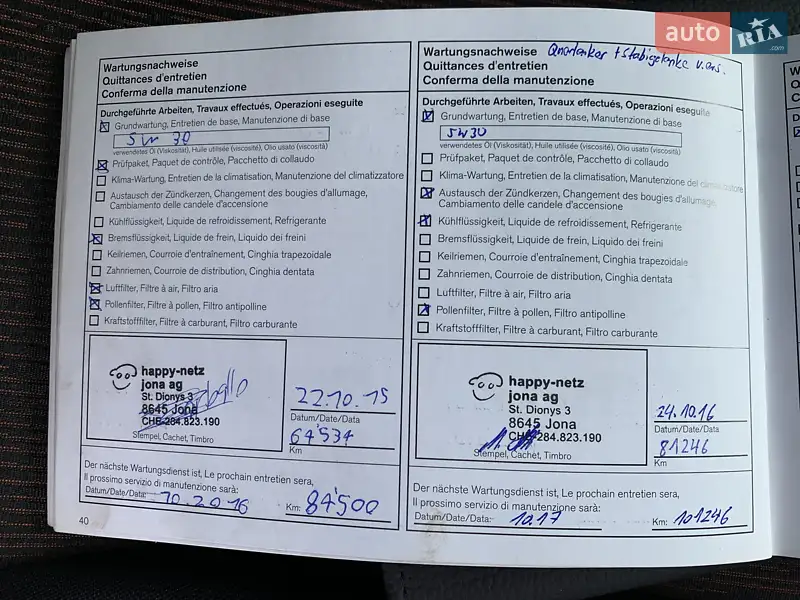 auto RIA .com
Wartungsnachweise
Quittances d'entretien
Conferma della manutenzione
Durchgeführte Arbeiten, Travaux effectués, Operazioni eseguite
Grundwartung, Entretien de base, Manutenzione di base
5W 30
verwendetes Öl (Viskosität), Huile utilisée (viscosité), Olio usato (viscosità)
Prüfpaket, Paquet de contrôle, Pacchetto di collaudo
Klima-Wartung, Entretien de la climatisation, Manutenzione del climatizzatore
Austausch der Zündkerzen, Changement des bougies d'allumage,
Cambiamento delle candele d'accensione
Kühlflüssigkeit, Liquide de refroidissement, Refrigerante
Bremsflüssigkeit, Liquide de frein, Liquido dei freini
Keilriemen, Courroie d'entraînement, Cinghia trapezoidale
Zahnriemen, Courroie de distribution, Cinghia dentata
Luftfilter, Filtre à air, Filtro aria
Pollenfilter, Filtre à pollen, Filtro antipolline
Kraftstofffilter, Filtre à carburant, Filtro carburante
happy-netz
jona ag
St. Dionys 3
8645 Jona
CHE-284.823.190
Stempel, Cachet, Timbro
22.10.15
Datum/Date/Data
64'534
Km
Der nächste Wartungsdienst ist, Le prochain entretien sera,
Il prossimo servizio di manutenzione sarà:
Datum/Date/Data: 10.2016 Km: 84'500
40
Wartungsnachweise + v. ers.
Quittances d'entretien
Conferma della manutenzione
Durchgeführte Arbeiten, Travaux effectués, Operazioni eseguite
Grundwartung, Entretien de base, Manutenzione di base
5W30
verwendetes Öl (Viskosität), Huile utilisée (viscosité), Olio usato (viscosità)
Prüfpaket, Paquet de contrôle, Pacchetto di collaudo
Klima-Wartung, Entretien de la climatisation, Manutenzione del climatizzatore
Austausch der Zündkerzen, Changement des bougies d'allumage,
Cambiamento delle candele d'accensione
Kühlflüssigkeit, Liquide de refroidissement, Refrigerante
Bremsflüssigkeit, Liquide de frein, Liquido dei freini
Keilriemen, Courroie d'entraînement, Cinghia trapezoidale
Zahnriemen, Courroie de distribution, Cinghia dentata
Luftfilter, Filtre à air, Filtro aria
Pollenfilter, Filtre à pollen, Filtro antipolline
Kraftstofffilter, Filtre à carburant, Filtro carburante
happy-netz
jona ag
St. Dionys 3
8645 Jona
CHE-284.823.190
Stempel, Cachet, Timbro
24.10.16
Datum/Date/Data
81246
Km
Der nächste Wartungsdienst ist, Le prochain entretien sera,
Il prossimo servizio di manutenzione sarà:
Datum/Date/Data: 10.17 Km: 101246